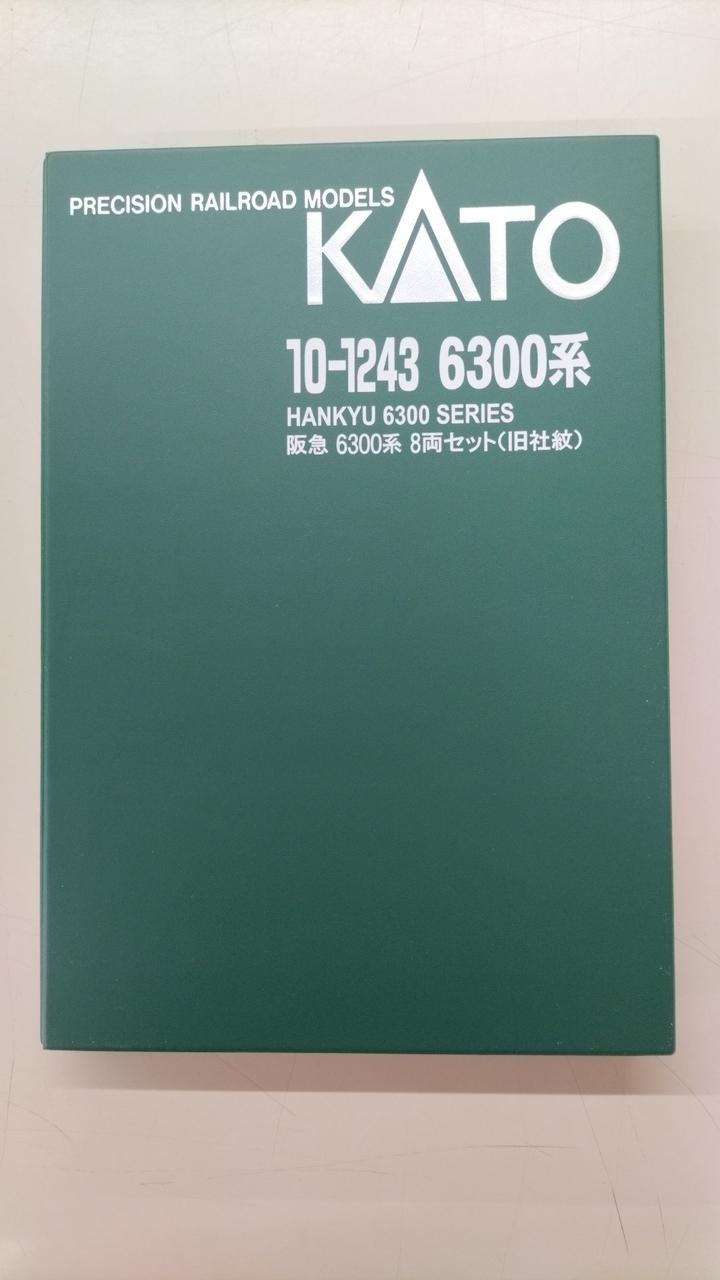 PRECISION RAILROAD MODELS
KATO
10-1243 6300系
HANKYU 6300 SERIES
阪急 6300系 8両セット(旧社紋)